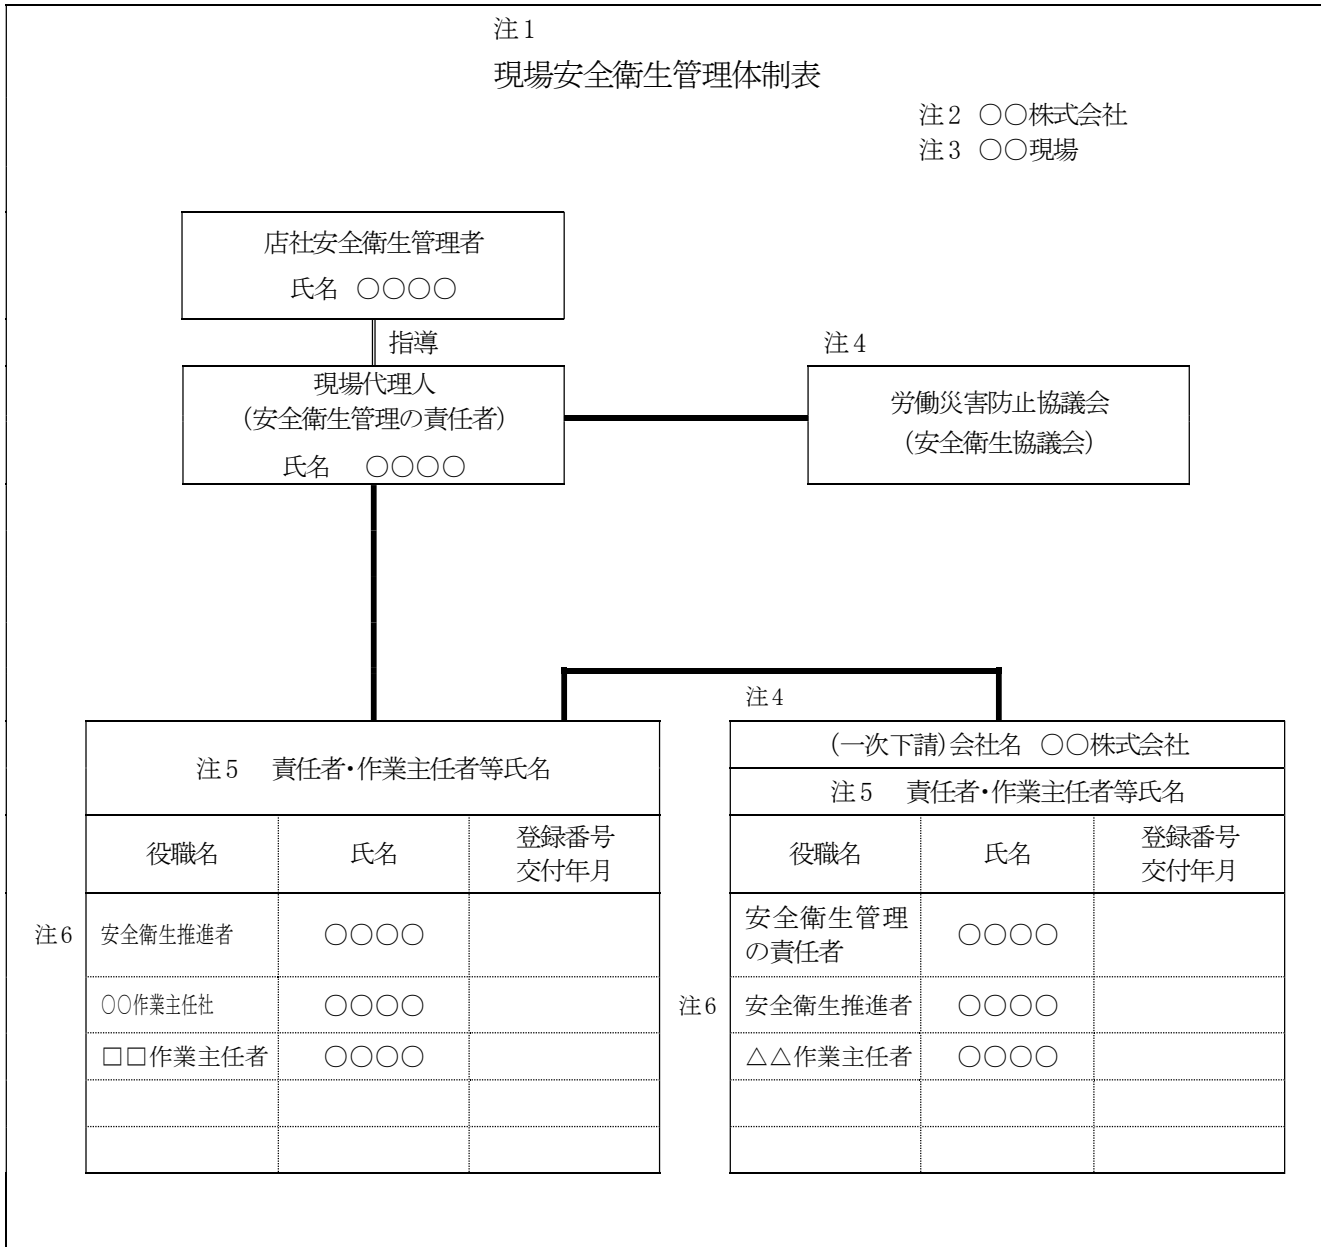 注1
現場安全衛生管理体制表
注2 ○○株式会社
注3 ○○現場
店社安全衛生管理者
氏名 ○○○○
指導
注4
現場代理人
(安全衛生管理の責任者)
氏名 ○○○○
労働災害防止協議会
(安全衛生協議会)
注4
注5 責任者・作業主任者等氏名
役職名 氏名 登録番号
交付年月
注6 安全衛生推進者 ○○○○
○○作業主任社 ○○○○
□□作業主任者 ○○○○
(一次下請)会社名 ○○株式会社
注5 責任者・作業主任者等氏名
役職名 氏名 登録番号
交付年月
安全衛生管理
の責任者 ○○○○
注6 安全衛生推進者 ○○○○
△△作業主任者 ○○○○